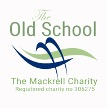 The
Old School
The Mackrell Charity
Registered charity no 306275